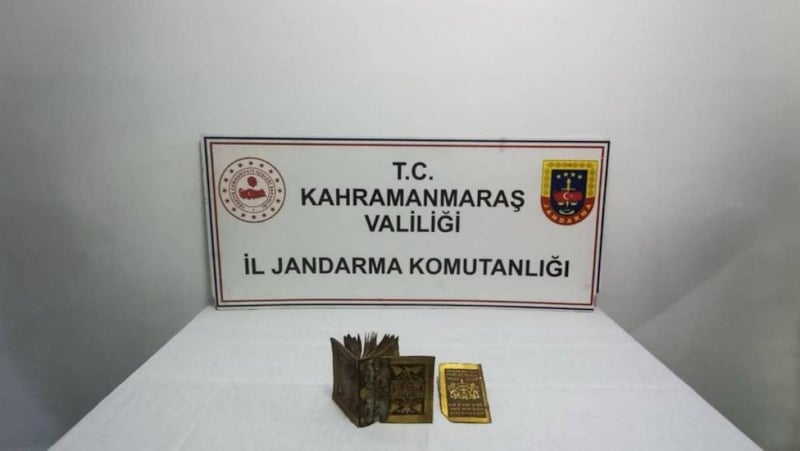 T.C.
KAHRAMANMARAŞ
VALİLİĞİ
İL JANDARMA KOMUTANLIĞI
JANDARMA